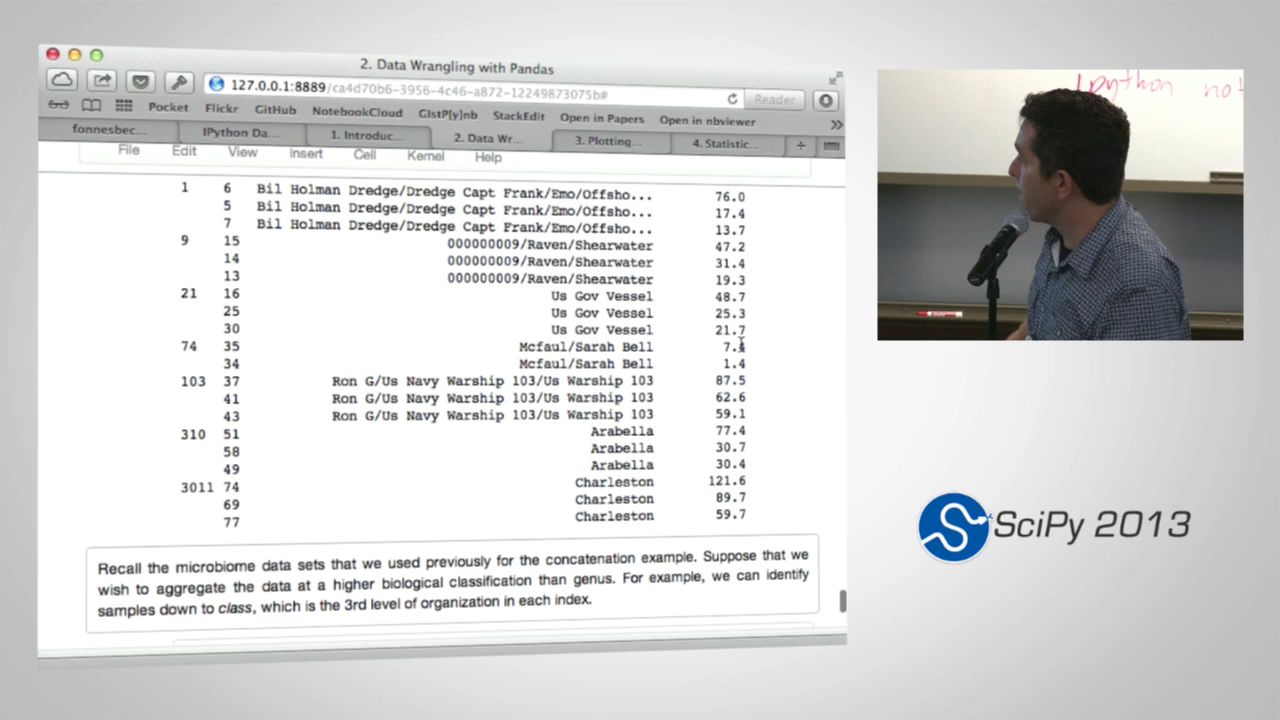 2. Data Wrangling with Pandas
127.0.0.1:8889/ca4d70b6-3956-4c46-a872-12249873075b#
Reader
Pocket Flickr GitHub NotebookCloud GIstP[y]nb StackEdit Open in Papers Open in nbviewer »
fonnesbec... IPython Da... 1. Introduc... 2. Data Wr... 3. Plotting... 4. Statistic... +
File Edit View Insert Cell Kernel Help
1 6 Bil Holman Dredge/Dredge Capt Frank/Emo/Offsho... 76.0
5 Bil Holman Dredge/Dredge Capt Frank/Emo/Offsho... 17.4
7 Bil Holman Dredge/Dredge Capt Frank/Emo/Offsho... 13.7
9 15 000000009/Raven/Shearwater 47.2
14 000000009/Raven/Shearwater 31.4
13 000000009/Raven/Shearwater 19.3
21 16 Us Gov Vessel 48.7
25 Us Gov Vessel 25.3
30 Us Gov Vessel 21.7
74 35 Mcfaul/Sarah Bell
34 Mcfaul/Sarah Bell 1.4
103 37 Ron G/Us Navy Warship 103/Us Warship 103 87.5
41 Ron G/Us Navy Warship 103/Us Warship 103 62.6
43 Ron G/Us Navy Warship 103/Us Warship 103 59.1
310 51 Arabella 77.4
58 Arabella 30.7
49 Arabella 30.4
3011 74 Charleston 121.6
69 Charleston 89.7
77 Charleston 59.7
Recall the microbiome data sets that we used previously for the concatenation example. Suppose that we
wish to aggregate the data at a higher biological classification than genus. For example, we can identify
samples down to class, which is the 3rd level of organization in each index.
ipython not
SciPy 2013